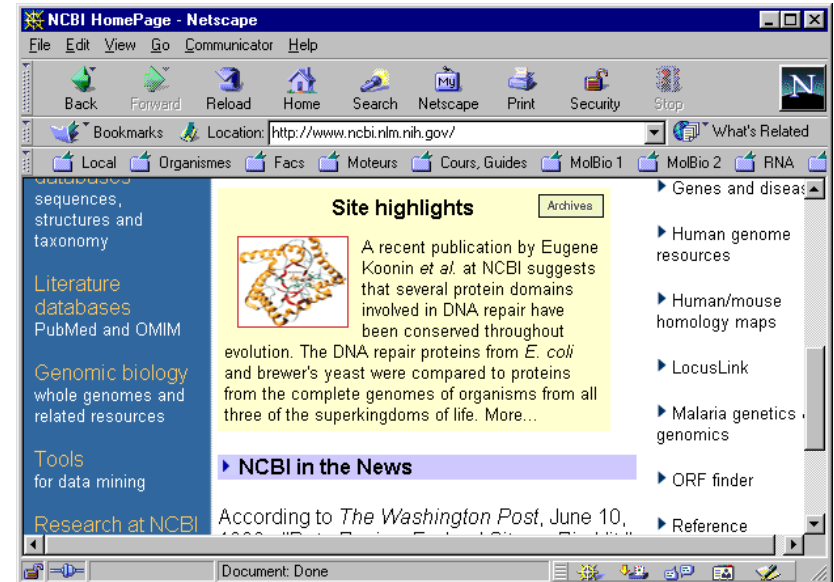 NCBI HomePage - Netscape
File Edit View Go Communicator Help
Back Forward Reload Home Search Netscape Print Security Stop
My
N
Bookmarks Location: http://www.ncbi.nlm.nih.gov/ What's Related
Local Organismes Facs Moteurs Cours, Guides MolBio 1 MolBio 2 RNA
databases
sequences,
structures and
taxonomy
Literature
databases
PubMed and OMIM
Genomic biology
whole genomes and
related resources
Tools
for data mining
Research at NCBI
Site highlights Archives
A recent publication by Eugene
Koonin et al. at NCBI suggests
that several protein domains
involved in DNA repair have
been conserved throughout
evolution. The DNA repair proteins from E. coli
and brewer's yeast were compared to proteins
from the complete genomes of organisms from all
three of the superkingdoms of life. More...
NCBI in the News
According to The Washington Post, June 10,
Genes and diseas
Human genome
resources
Human/mouse
homology maps
LocusLink
Malaria genetics
genomics
ORF finder
Reference
Document: Done